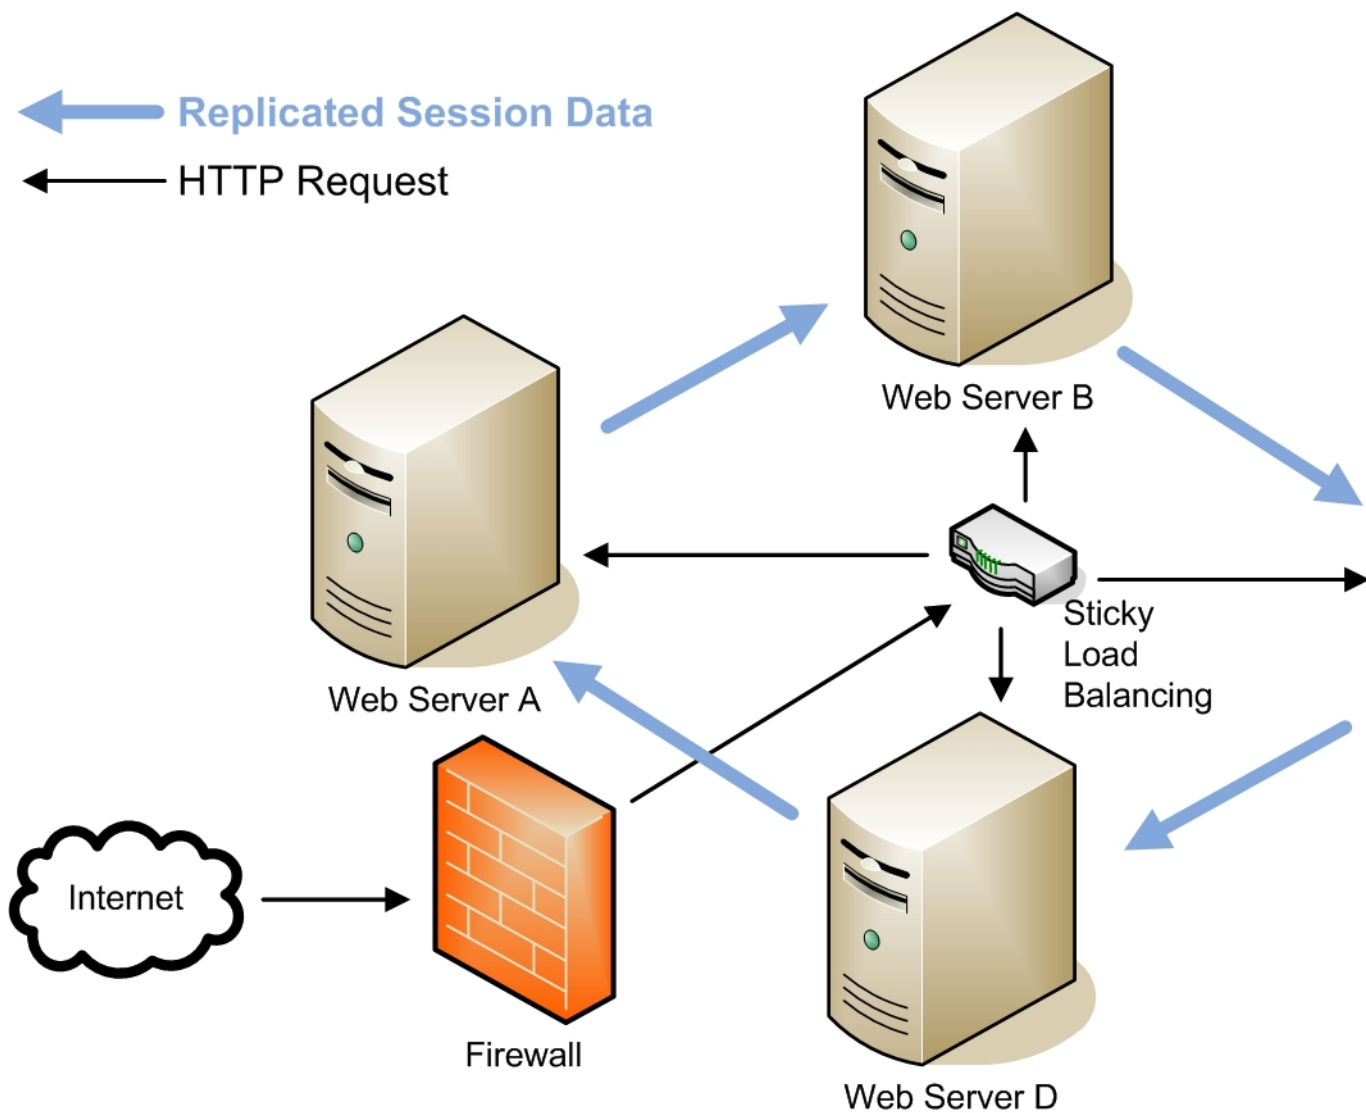 Replicated Session Data
HTTP Request
Web Server B
Sticky
Load
Balancing
Web Server A
Internet
Firewall
Web Server D